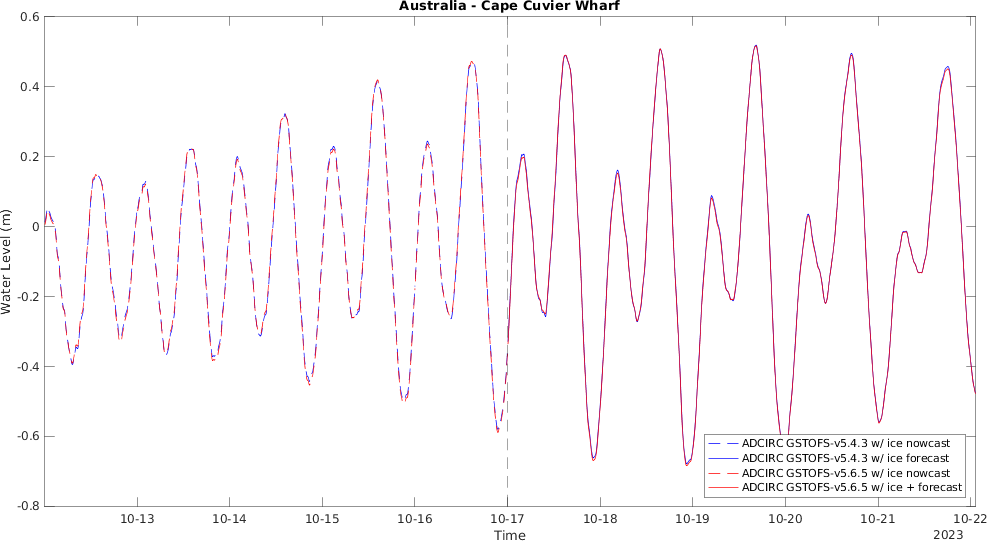 Australia - Cape Cuvier Wharf
0.6
0.4
0.2
0
-0.2
-0.4
-0.6
-0.8
Water Level (m)
ADCIRC GSTOFS-v5.4.3 w/ ice nowcast
ADCIRC GSTOFS-v5.4.3 w/ ice forecast
ADCIRC GSTOFS-v5.6.5 w/ ice nowcast
ADCIRC GSTOFS-v5.6.5 w/ ice + forecast
10-13 10-14 10-15 10-16 10-17 10-18 10-19 10-20 10-21 10-22
Time
2023